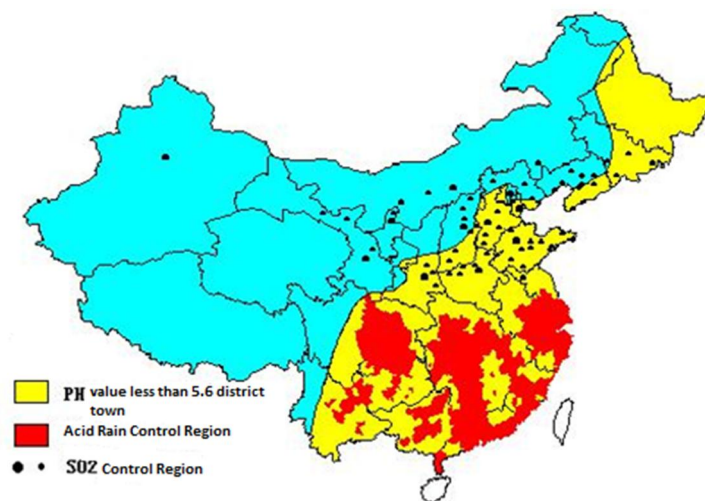 PH value less than 5.6 district
town
Acid Rain Control Region
SO2 Control Region